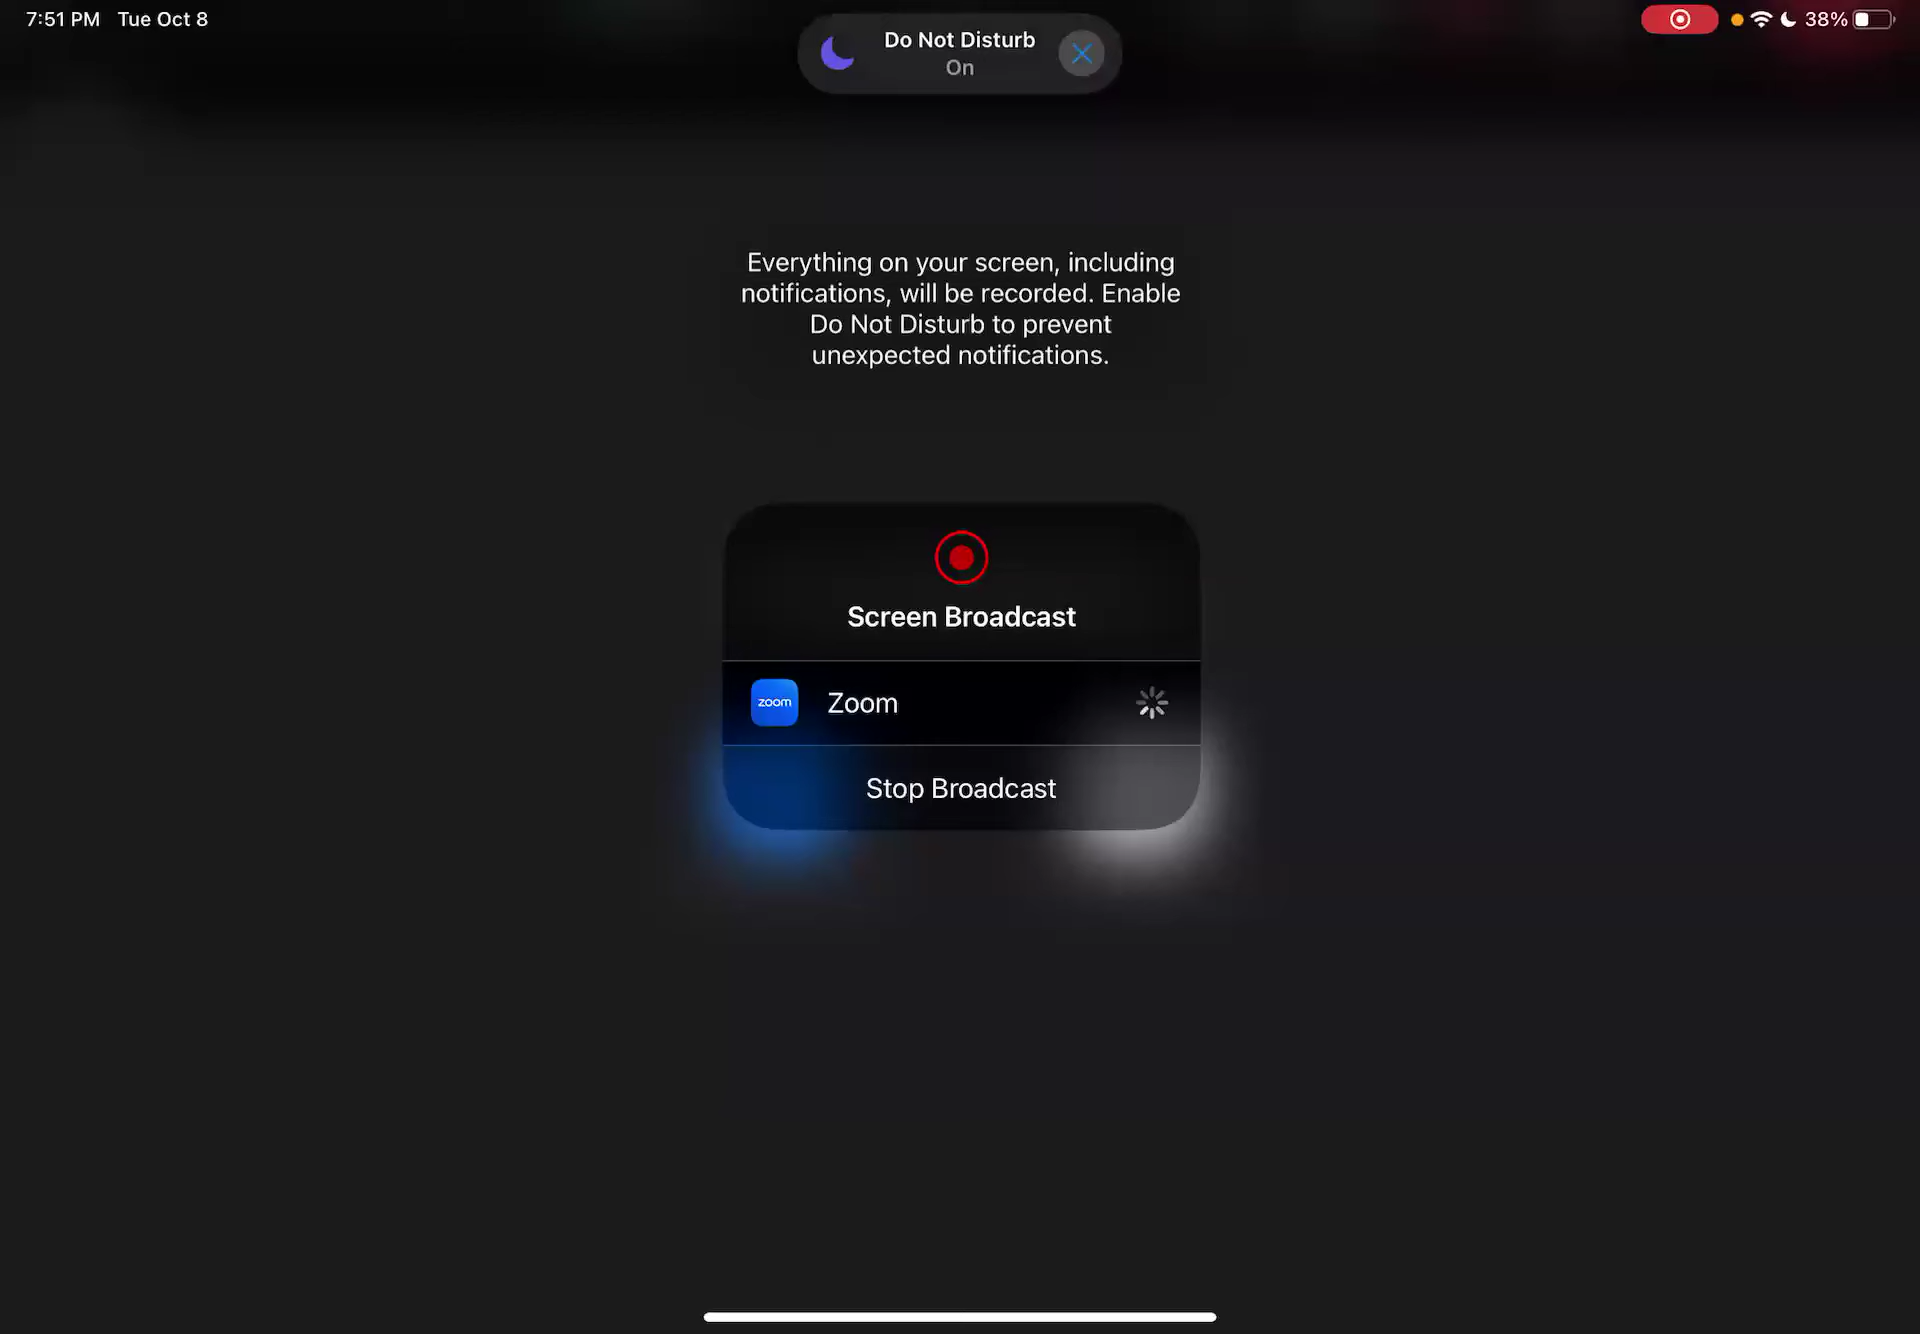 7:51 PM Tue Oct 8
Do Not Disturb
On
38%
Everything on your screen, including
notifications, will be recorded. Enable
Do Not Disturb to prevent
unexpected notifications.
Screen Broadcast
zoom
Zoom
Stop Broadcast